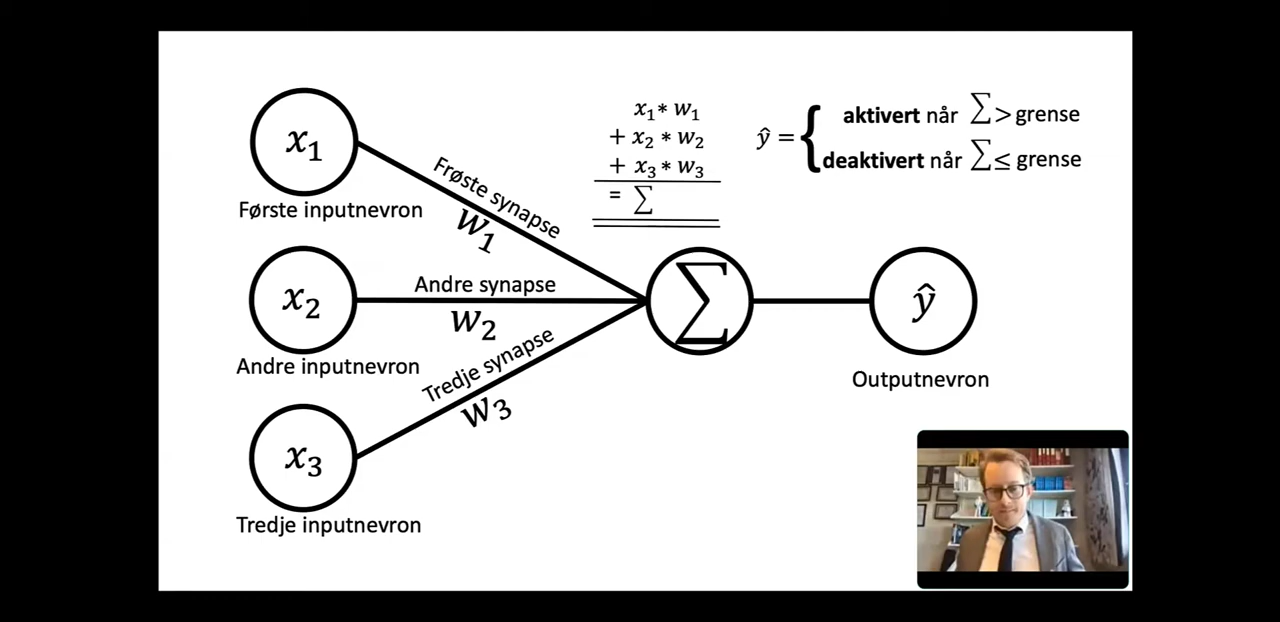 x₁
Første inputnevron
Frøste synapse
w₁
x₁ * w₁
+ x₂ * w₂
+ x₃ * w₃
= ∑
ŷ = { aktivert når ∑ > grense
deaktivert når ∑ ≤ grense
x₂
Andre inputnevron
Andre synapse
w₂
∑
ŷ
Outputnevron
Tredje synapse
w₃
x₃
Tredje inputnevron